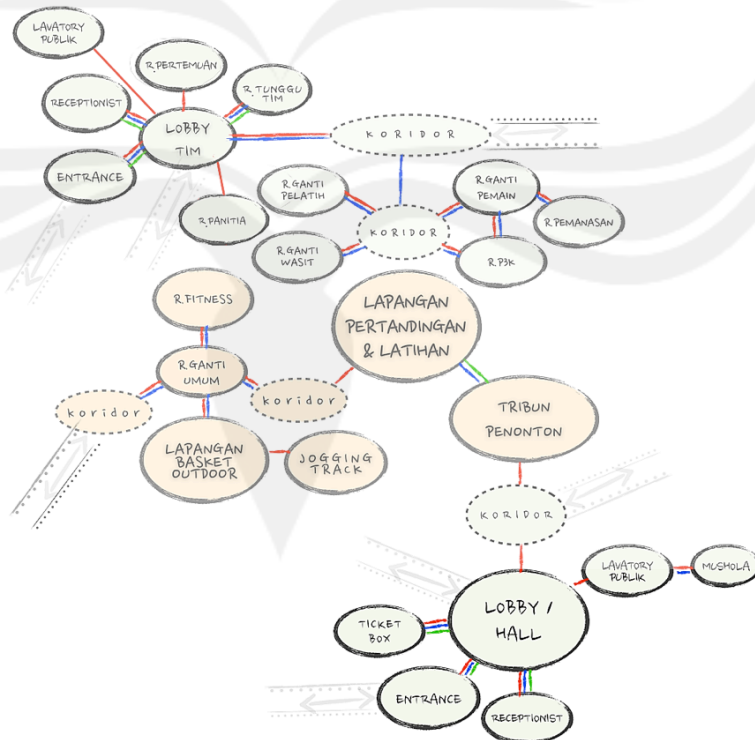 LAVATORY
PUBLIK
R.PERTEMUAN
R.TUNGGU
TIM
RECEPTIONIST
LOBBY
TIM
ENTRANCE
R.PANITIA
KORIDOR
R.GANTI
PELATIH
R.GANTI
PEMAIN
R.PEMANASAN
KORIDOR
R.GANTI
WASIT
R.P3K
R.FITNESS
LAPANGAN
PERTANDINGAN
& LATIHAN
R.GANTI
UMUM
koridor
koridor
TRIBUN
PENONTON
LAPANGAN
BASKET
OUTDOOR
JOGGING
TRACK
KORIDOR
LAVATORY
PUBLIK
MUSHOLA
LOBBY /
HALL
TICKET
BOX
ENTRANCE
RECEPTIONIST